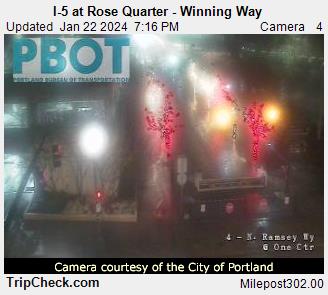 I-5 at Rose Quarter - Winning Way
Updated Jan 22 2024 7:16 PM Camera 4
PBOT
PORTLAND BUREAU OF TRANSPORTATION
4 - N. Ramsey Wy
@ One Ctr
Camera courtesy of the City of Portland
TripCheck.com Milepost302.00